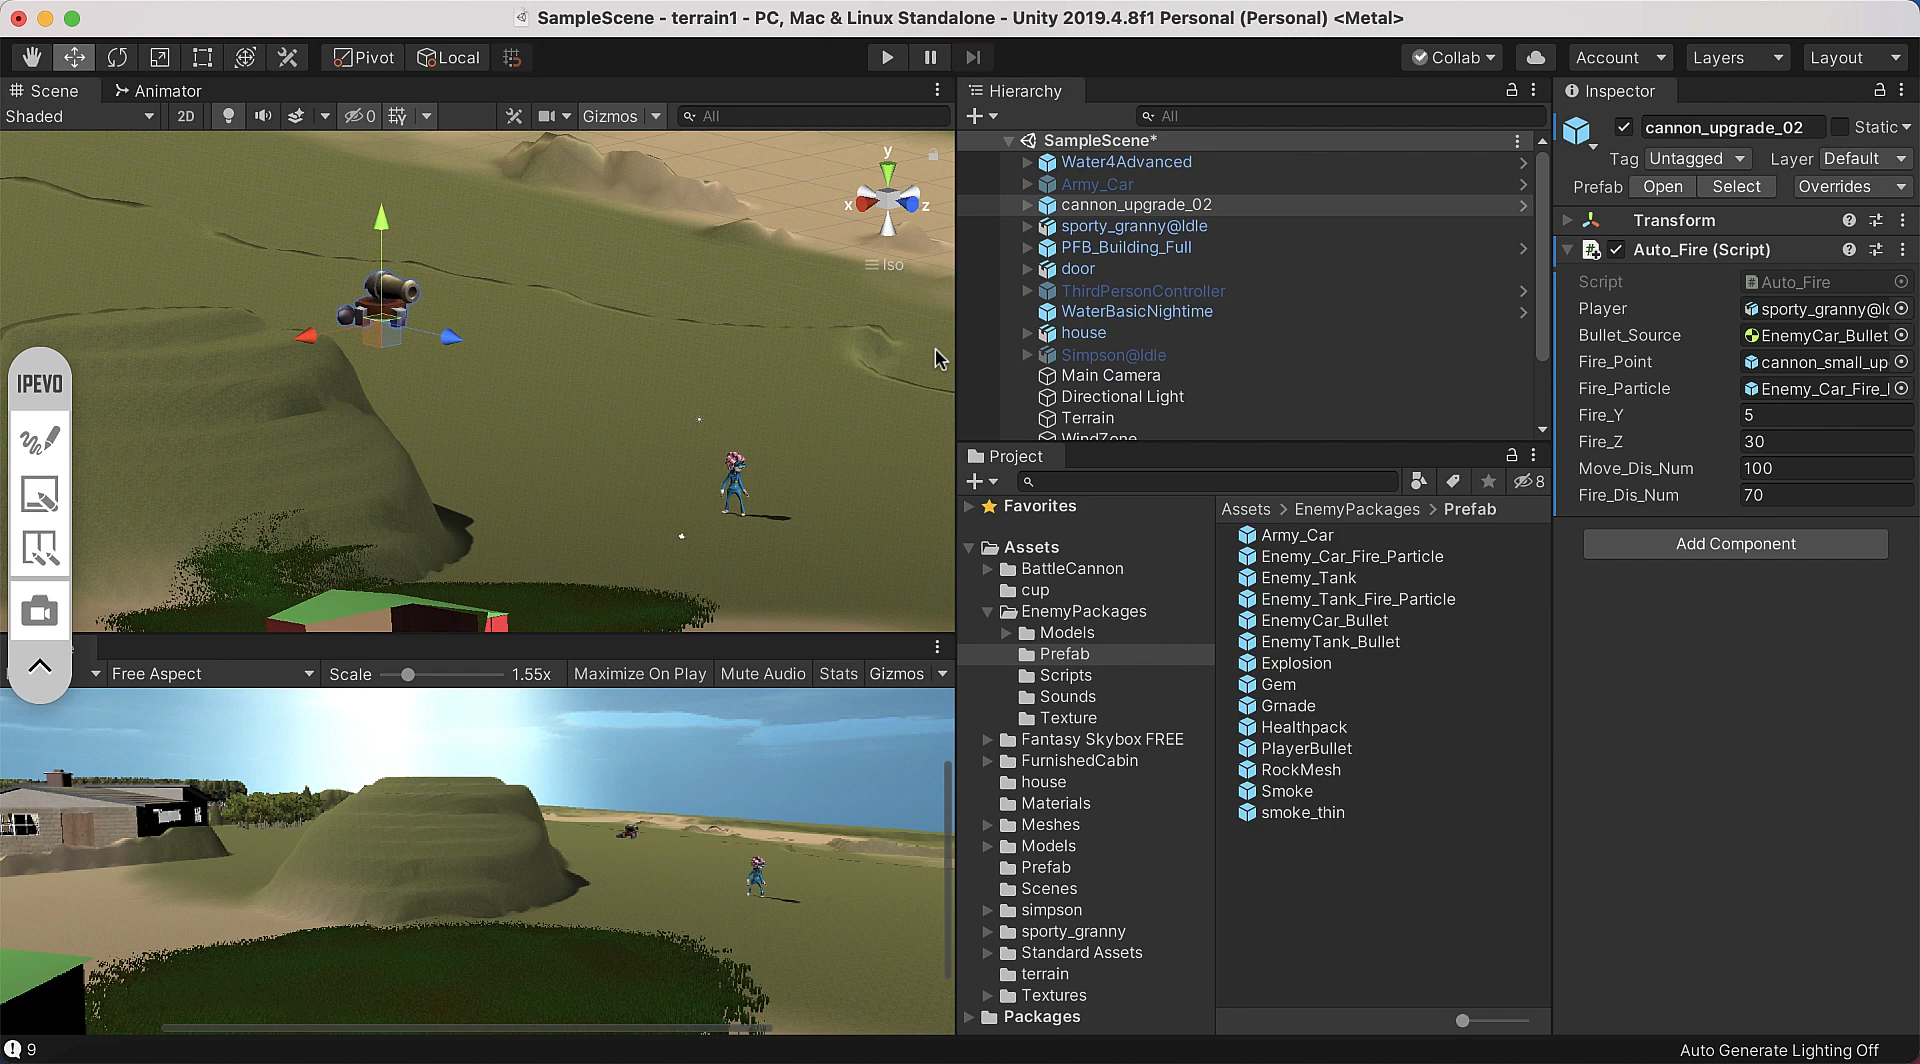 SampleScene - terrain1 - PC, Mac & Linux Standalone - Unity 2019.4.8f1 Personal (Personal) <Metal>
Pivot Local Collab Account Layers Layout
Scene Animator
Shaded 2D 0 Gizmos All
y
x
z
Iso
IPEVO
Free Aspect Scale 1.55x Maximize On Play Mute Audio Stats Gizmos
Hierarchy
All
SampleScene*
Water4Advanced
Army_Car
cannon_upgrade_02
sporty_granny@Idle
PFB_Building_Full
door
ThirdPersonController
WaterBasicNightime
house
Simpson@Idle
Main Camera
Directional Light
Terrain
WindZone
Project
8
Favorites
Assets
BattleCannon
cup
EnemyPackages
Models
Prefab
Scripts
Sounds
Texture
Fantasy Skybox FREE
FurnishedCabin
house
Materials
Meshes
Models
Prefab
Scenes
simpson
sporty_granny
Standard Assets
terrain
Textures
Packages
Assets > EnemyPackages > Prefab
Army_Car
Enemy_Car_Fire_Particle
Enemy_Tank
Enemy_Tank_Fire_Particle
EnemyCar_Bullet
EnemyTank_Bullet
Explosion
Gem
Grnade
Healthpack
PlayerBullet
RockMesh
Smoke
smoke_thin
Inspector
cannon_upgrade_02 Static
Tag Untagged Layer Default
Prefab Open Select Overrides
Transform
Auto_Fire (Script)
Script Auto_Fire
Player sporty_granny@Id
Bullet_Source EnemyCar_Bullet
Fire_Point cannon_small_up
Fire_Particle Enemy_Car_Fire_
Fire_Y 5
Fire_Z 30
Move_Dis_Num 100
Fire_Dis_Num 70
Add Component
9
Auto Generate Lighting Off